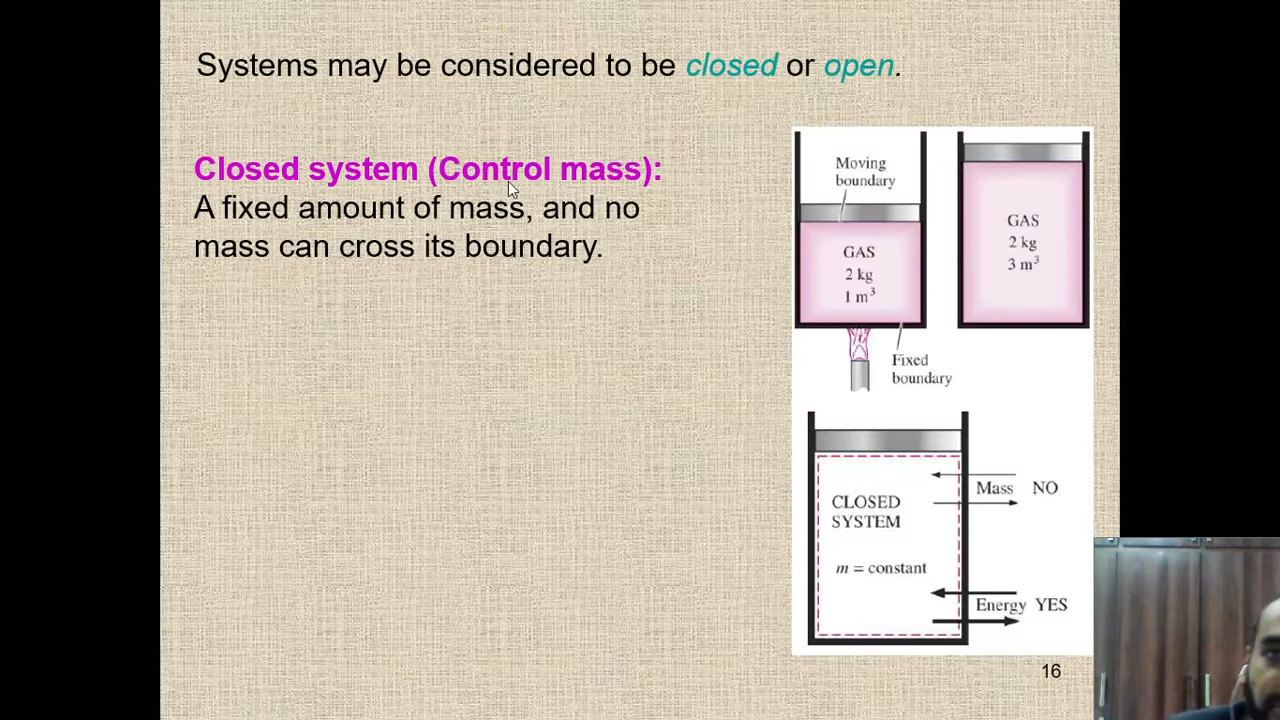 Systems may be considered to be closed or open.
Closed system (Control mass):
A fixed amount of mass, and no
mass can cross its boundary.
Moving
boundary
GAS
2 kg
1 m³
Fixed
boundary
GAS
2 kg
3 m³
CLOSED
SYSTEM
m = constant
Mass NO
Energy YES
16